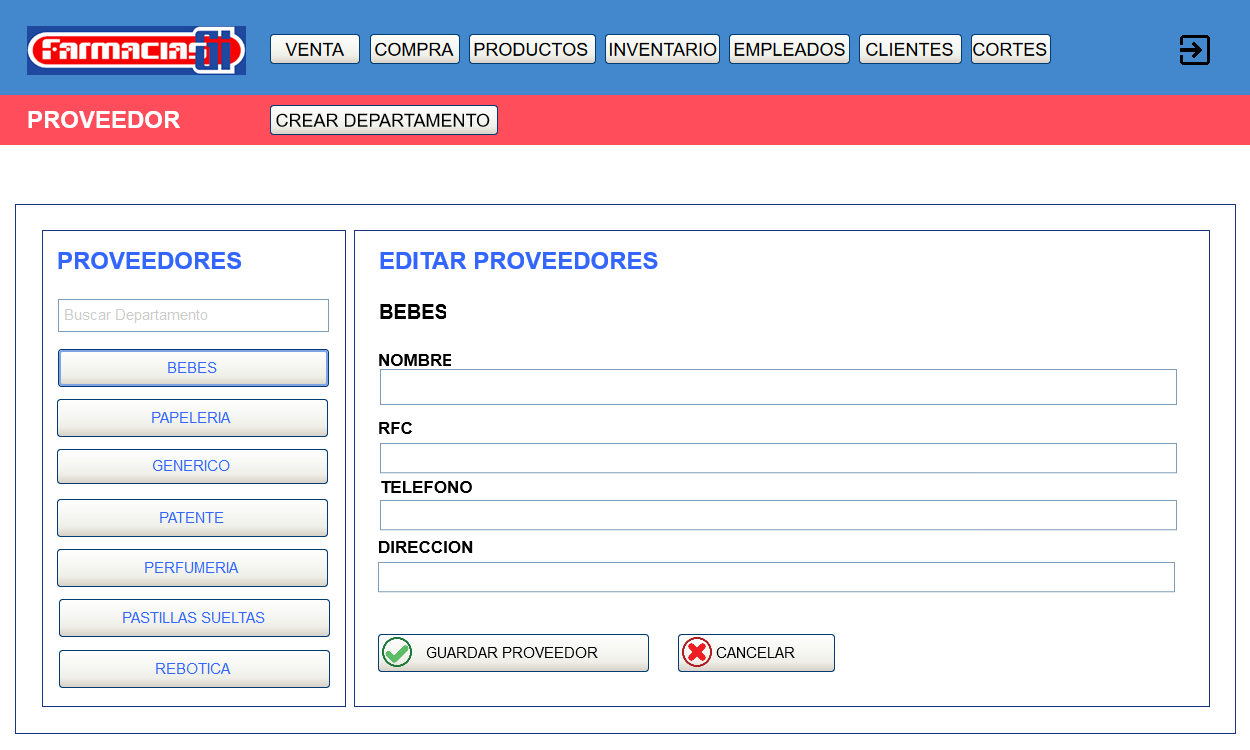 Farmacias GI
VENTA COMPRA PRODUCTOS INVENTARIO EMPLEADOS CLIENTES CORTES
PROVEEDOR
CREAR DEPARTAMENTO
PROVEEDORES
Buscar Departamento
BEBES
PAPELERIA
GENERICO
PATENTE
PERFUMERIA
PASTILLAS SUELTAS
REBOTICA
EDITAR PROVEEDORES
BEBES
NOMBRE
RFC
TELEFONO
DIRECCION
GUARDAR PROVEEDOR
CANCELAR